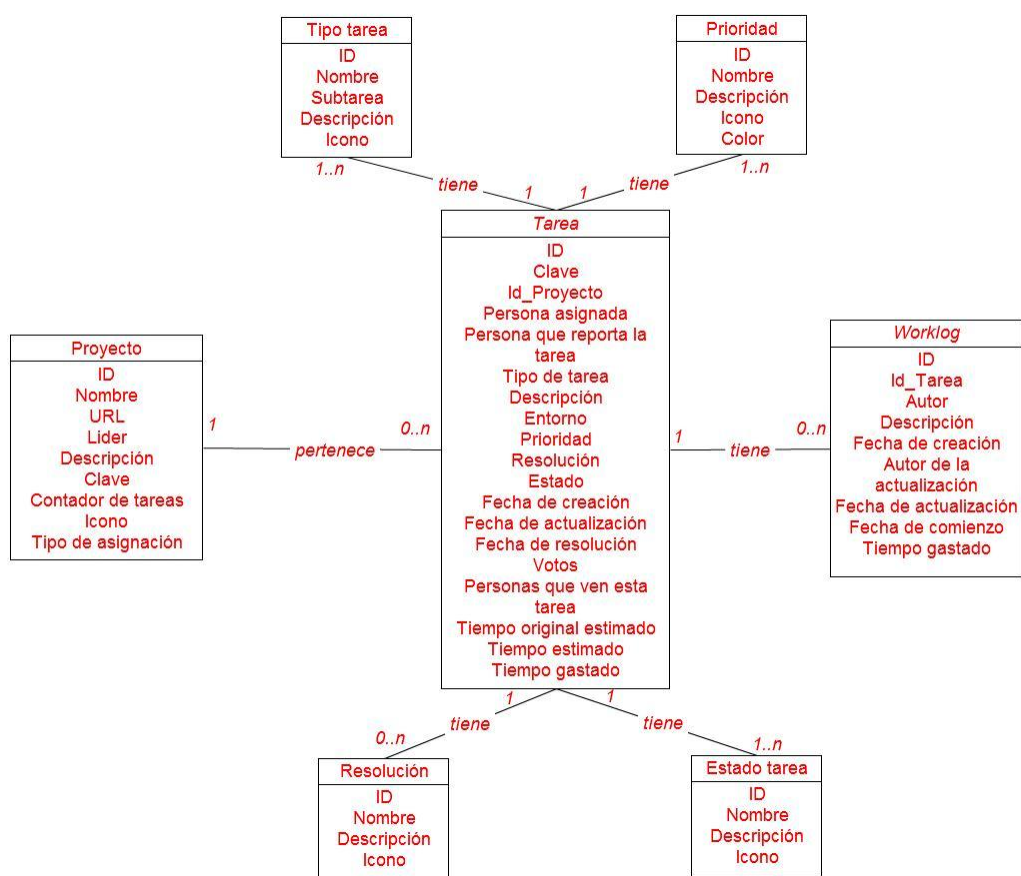 Tipo tarea
ID
Nombre
Subtarea
Descripción
Icono
Prioridad
ID
Nombre
Descripción
Icono
Color
1..n
tiene
1
1
tiene
1..n
Tarea
ID
Clave
Id_Proyecto
Persona asignada
Persona que reporta la
tarea
Tipo de tarea
Descripción
Entorno
Prioridad
Resolución
Estado
Fecha de creación
Fecha de actualización
Fecha de resolución
Votos
Personas que ven esta
tarea
Tiempo original estimado
Tiempo estimado
Tiempo gastado
Proyecto
ID
Nombre
URL
Lider
Descripción
Clave
Contador de tareas
Icono
Tipo de asignación
1
pertenece
0..n
1
tiene
0..n
Worklog
ID
Id_Tarea
Autor
Descripción
Fecha de creación
Autor de la
actualización
Fecha de actualización
Fecha de comienzo
Tiempo gastado
1
tiene
0..n
1
tiene
1..n
Resolución
ID
Nombre
Descripción
Icono
Estado tarea
ID
Nombre
Descripción
Icono